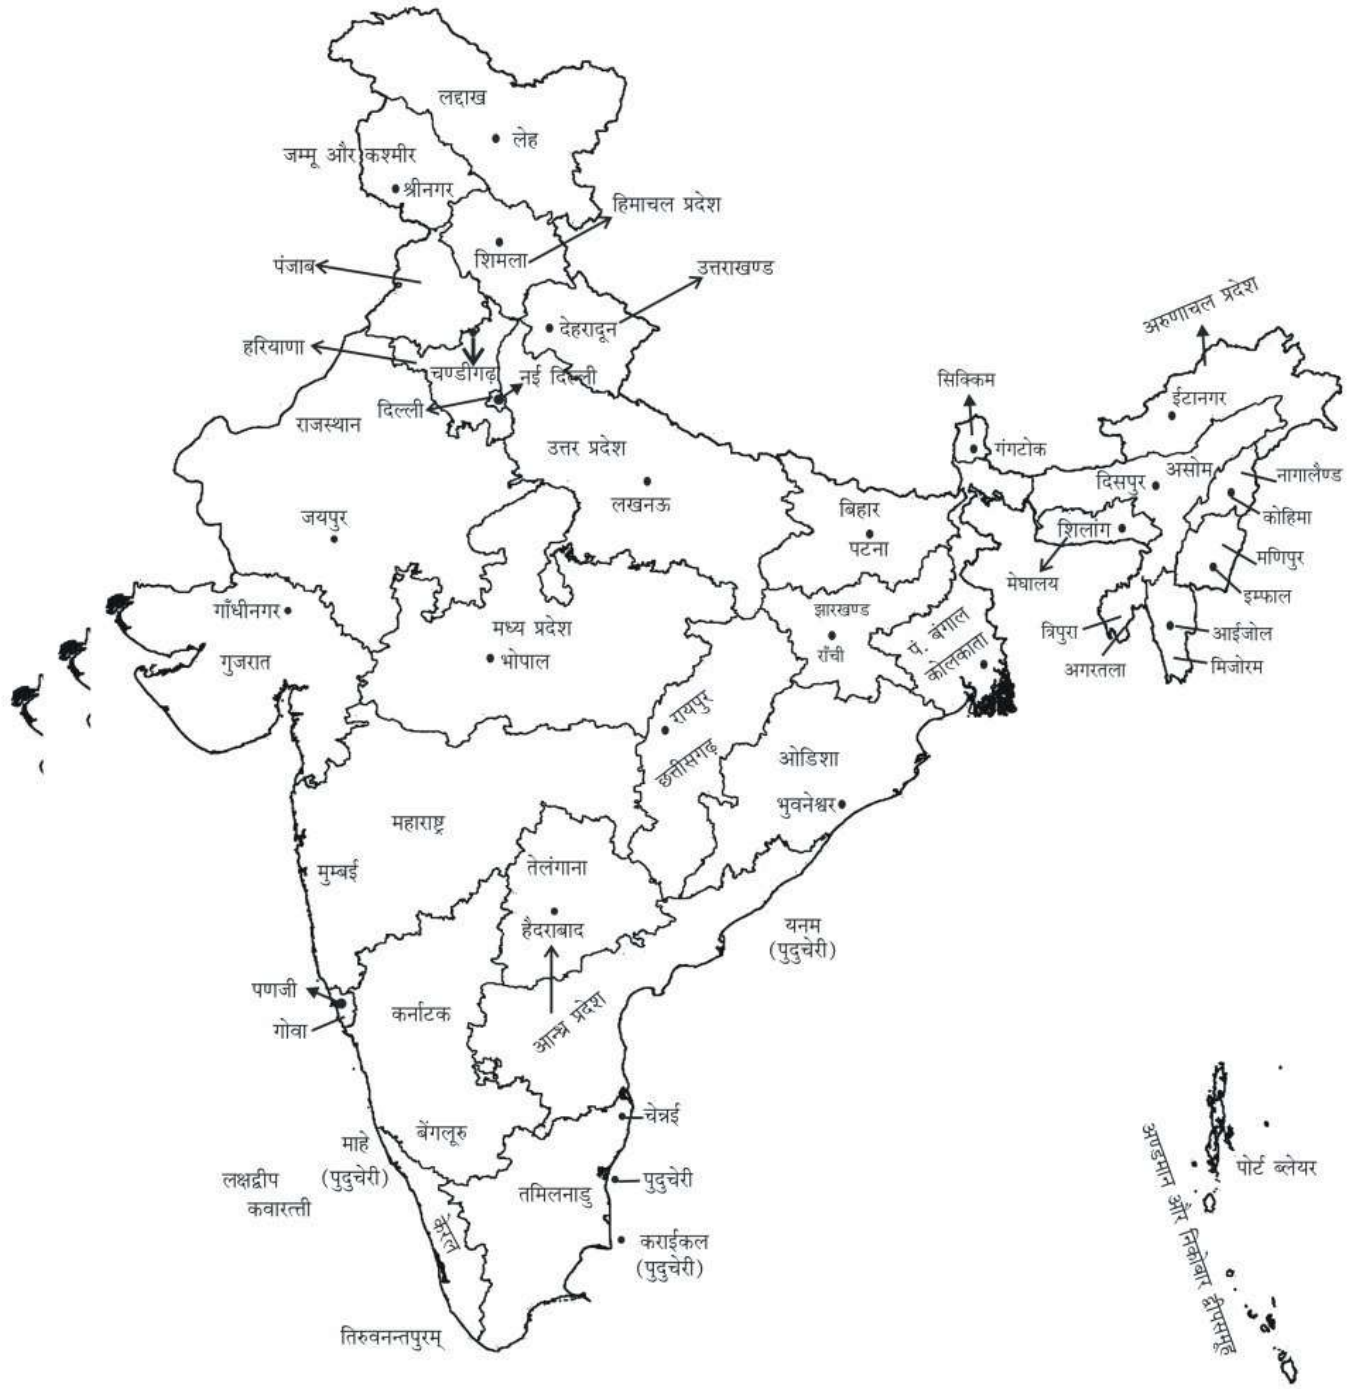 लद्दाख
लेह
जम्मू और कश्मीर
श्रीनगर
हिमाचल प्रदेश
शिमला
पंजाब
उत्तराखण्ड
देहरादून
अरुणाचल प्रदेश
हरियाणा
चण्डीगढ़
नई दिल्ली
दिल्ली
सिक्किम
ईटानगर
राजस्थान
उत्तर प्रदेश
गंगटोक
असोम
नागालैण्ड
दिसपुर
लखनऊ
बिहार
जयपुर
कोहिमा
शिलांग
पटना
मणिपुर
मेघालय
इम्फाल
गाँधीनगर
झारखण्ड
मध्य प्रदेश
त्रिपुरा
आईजोल
पं. बंगाल
राँची
भोपाल
गुजरात
कोलकाता
अगरतला
मिजोरम
रायपुर
छत्तीसगढ़
ओडिशा
भुवनेश्वर
महाराष्ट्र
मुम्बई
तेलंगाना
हैदराबाद
यनम
(पुदुचेरी)
पणजी
गोवा
कर्नाटक
आन्ध्र प्रदेश
चेन्नई
बेंगलूरु
माहे
(पुदुचेरी)
लक्षद्वीप
कवारत्ती
तमिलनाडु
पुदुचेरी
केरल
कराईकल
(पुदुचेरी)
पोर्ट ब्लेयर
अण्डमान और निकोबार द्वीपसमूह
तिरुवनन्तपुरम्